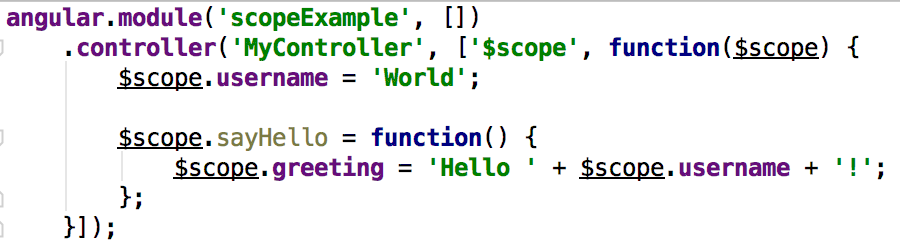 angular.module('scopeExample', [])
.controller('MyController', ['$scope', function($scope) {
$scope.username = 'World';
$scope.sayHello = function() {
$scope.greeting = 'Hello ' + $scope.username + '!';
};
}]);